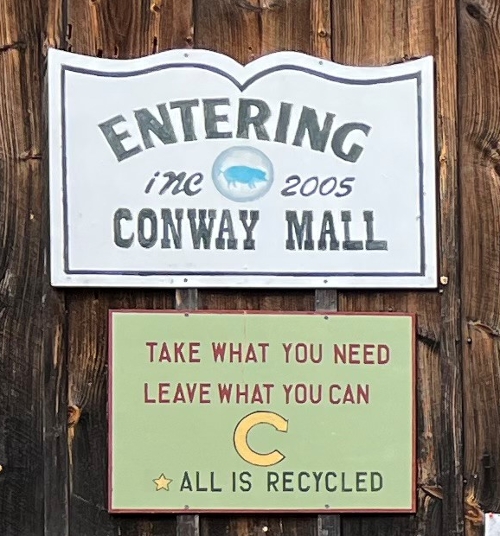 ENTERING
inc 2005
CONWAY MALL
TAKE WHAT YOU NEED
LEAVE WHAT YOU CAN
C
ALL IS RECYCLED